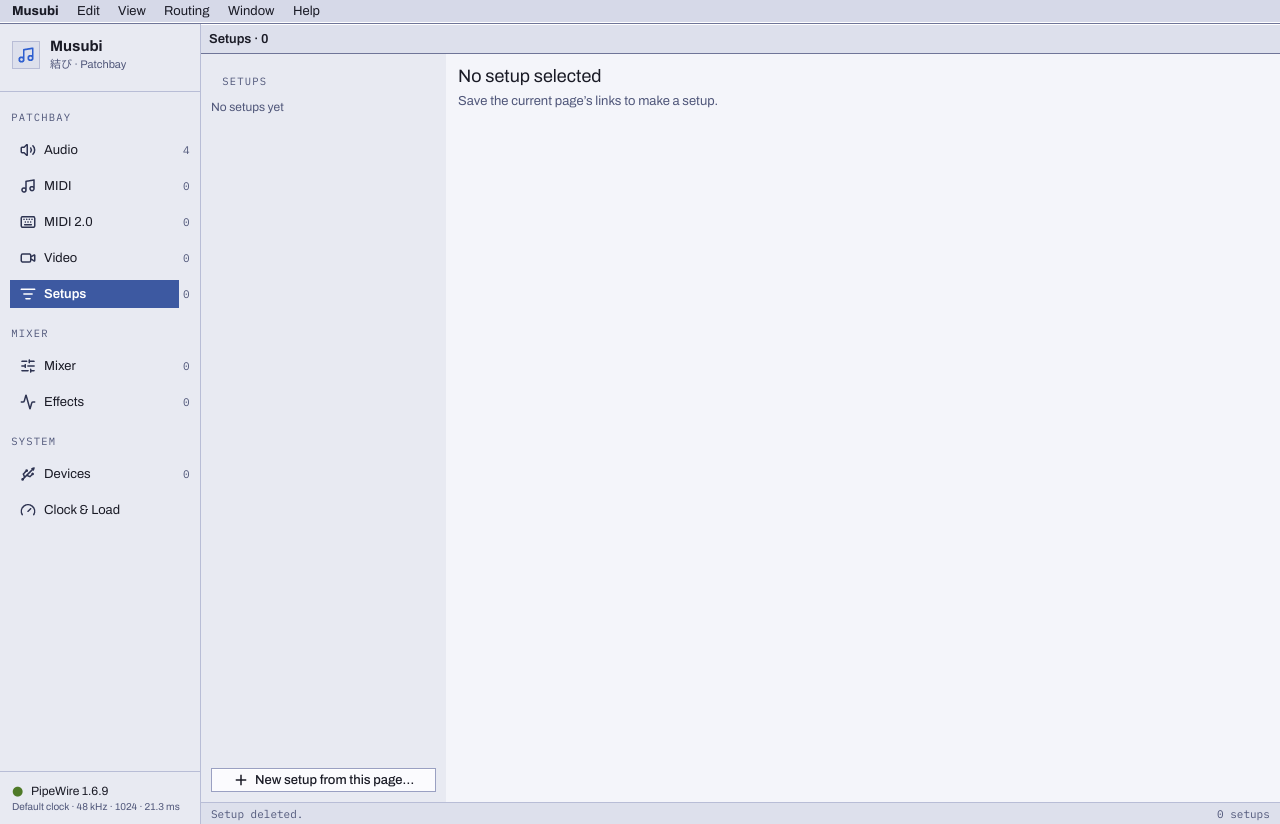 Musubi Edit View Routing Window Help
Musubi
結び · Patchbay
PATCHBAY
Audio 4
MIDI 0
MIDI 2.0 0
Video 0
Setups 0
MIXER
Mixer 0
Effects 0
SYSTEM
Devices 0
Clock & Load
PipeWire 1.6.9
Default clock · 48 kHz · 1024 · 21.3 ms
Setups · 0
SETUPS
No setups yet
New setup from this page…
No setup selected
Save the current page’s links to make a setup.
Setup deleted.
0 setups